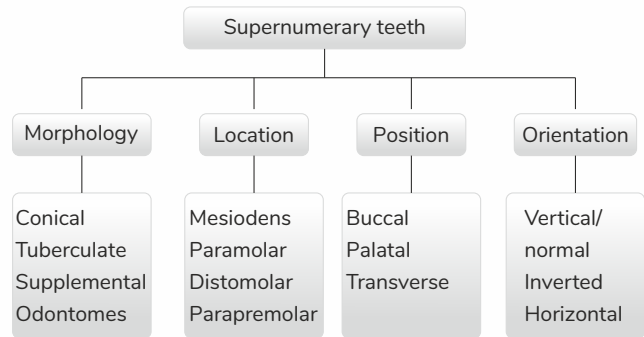 Supernumerary teeth
Morphology
Location
Position
Orientation
Conical
Tuberculate
Supplemental
Odontomes
Mesiodens
Paramolar
Distomolar
Parapremolar
Buccal
Palatal
Transverse
Vertical/
normal
Inverted
Horizontal